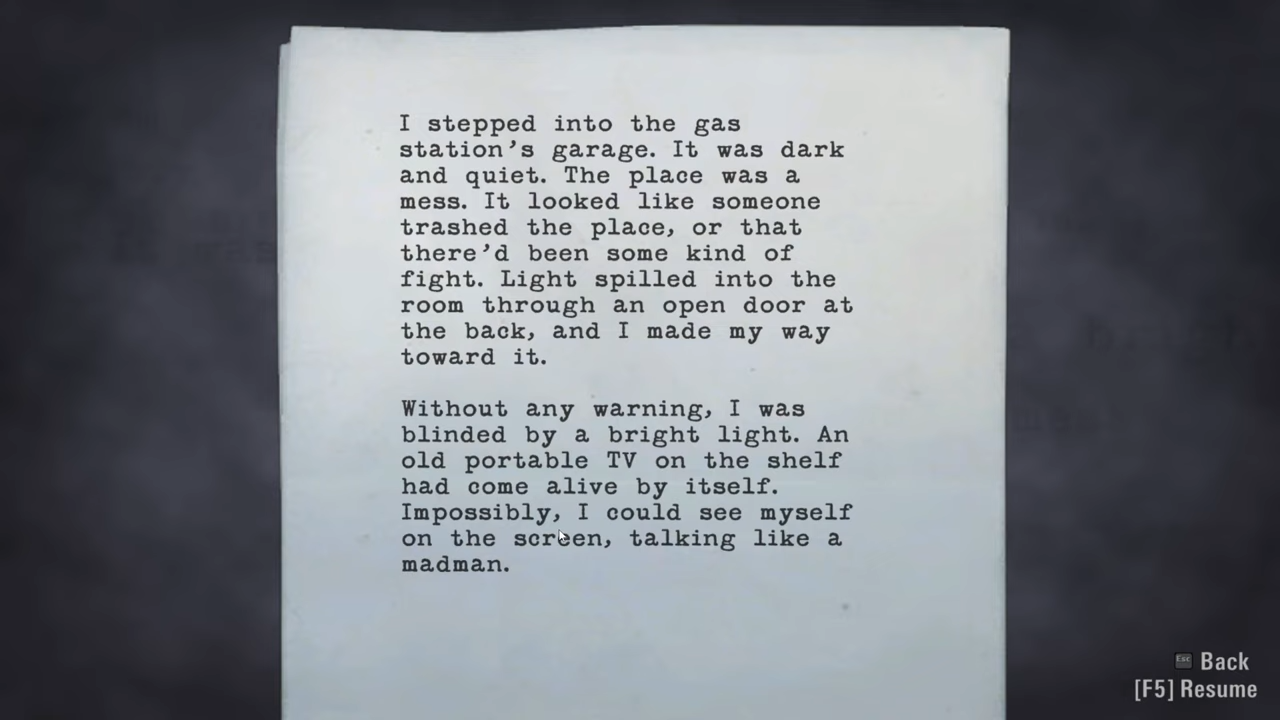 I stepped into the gas
station’s garage. It was dark
and quiet. The place was a
mess. It looked like someone
trashed the place, or that
there’d been some kind of
fight. Light spilled into the
room through an open door at
the back, and I made my way
toward it.
Without any warning, I was
blinded by a bright light. An
old portable TV on the shelf
had come alive by itself.
Impossibly, I could see myself
on the screen, talking like a
madman.
Esc Back
[F5] Resume